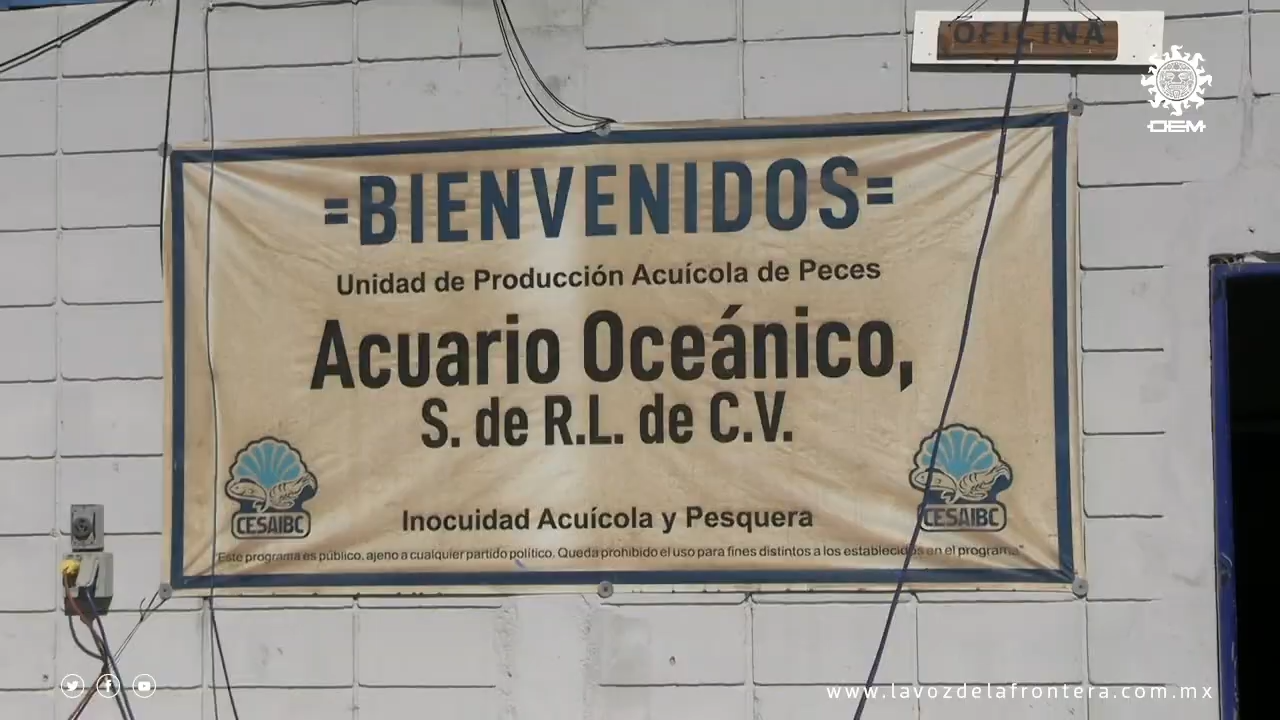 OFICINA
OEM
=BIENVENIDOS=
Unidad de Producción Acuícola de Peces
Acuario Oceánico,
S. de R.L. de C.V.
CESAIBC
CESAIBC
Inocuidad Acuícola y Pesquera
"Este programa es público, ajeno a cualquier partido político. Queda prohibido el uso para fines distintos a los establecidos en el programa"
www.lavozdelafrontera.com.mx